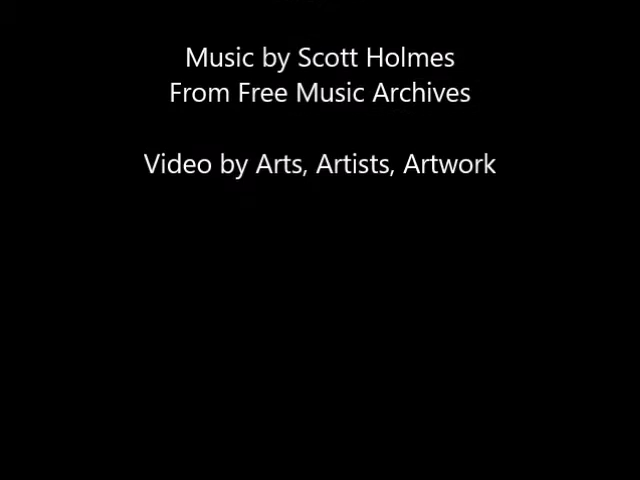 Music by Scott Holmes
From Free Music Archives
Video by Arts, Artists, Artwork